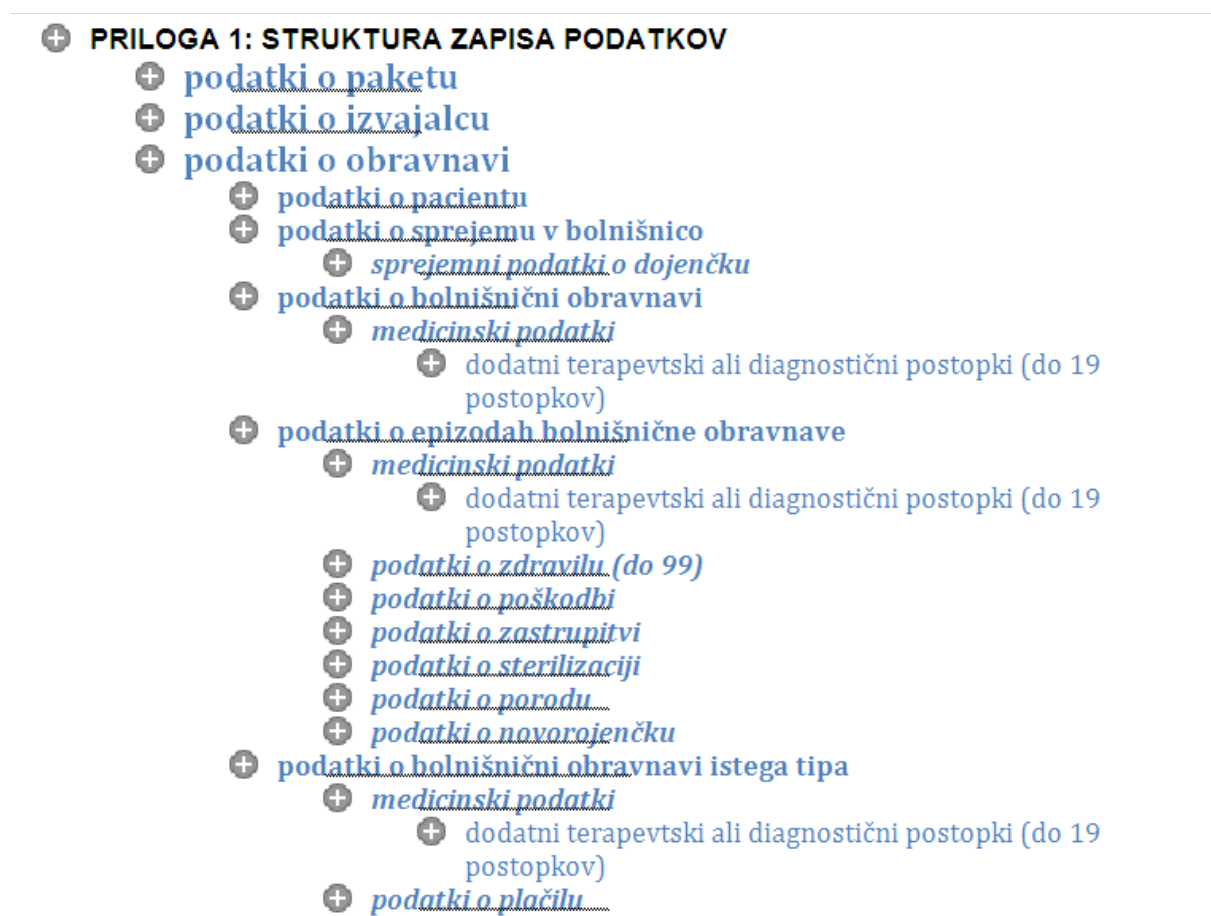 PRILOGA 1: STRUKTURA ZAPISA PODATKOV
podatki o paketu
podatki o izvajalcu
podatki o obravnavi
podatki o pacientu
podatki o sprejemu v bolnišnico
sprejemni podatki o dojenčku
podatki o bolnišnični obravnavi
medicinski podatki
dodatni terapevtski ali diagnostični postopki (do 19
postopkov)
podatki o epizodah bolnišnične obravnave
medicinski podatki
dodatni terapevtski ali diagnostični postopki (do 19
postopkov)
podatki o zdravilu (do 99)
podatki o poškodbi
podatki o zastrupitvi
podatki o sterilizaciji
podatki o porodu
podatki o novorojenčku
podatki o bolnišnični obravnavi istega tipa
medicinski podatki
dodatni terapevtski ali diagnostični postopki (do 19
postopkov)
podatki o plačilu